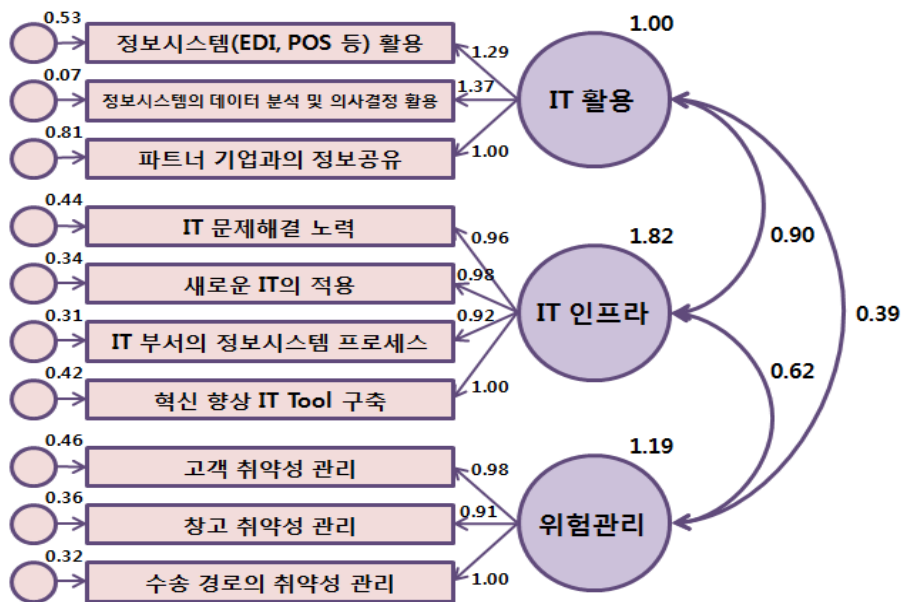 0.53
정보시스템(EDI, POS 등) 활용
1.29
1.00
IT 활용
0.07
정보시스템의 데이터 분석 및 의사결정 활용
1.37
0.81
파트너 기업과의 정보공유
1.00
0.44
IT 문제해결 노력
0.96
1.82
IT 인프라
0.90
0.34
새로운 IT의 적용
0.98
0.31
IT 부서의 정보시스템 프로세스
0.92
0.39
0.42
혁신 향상 IT Tool 구축
1.00
0.62
0.46
고객 취약성 관리
0.98
1.19
위험관리
0.36
창고 취약성 관리
0.91
0.32
수송 경로의 취약성 관리
1.00